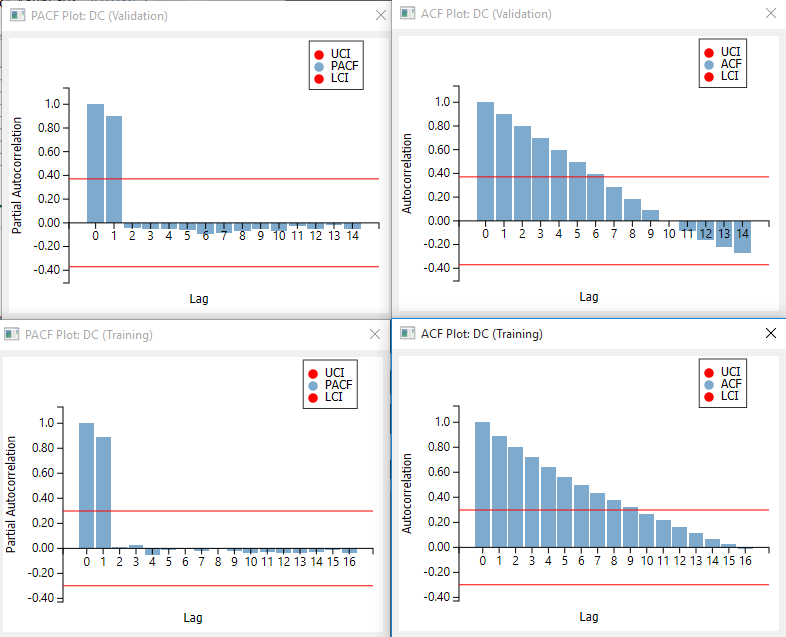 PACF Plot: DC (Validation)
UCI
PACF
LCI
1.0
0.80
0.60
0.40
0.20
0.00
-0.20
-0.40
Partial Autocorrelation
0 1 2 3 4 5 6 7 8 9 10 11 12 13 14
Lag
ACF Plot: DC (Validation)
UCI
ACF
LCI
1.0
0.80
0.60
0.40
0.20
0.00
-0.20
-0.40
Autocorrelation
0 1 2 3 4 5 6 7 8 9 10 11 12 13 14
Lag
PACF Plot: DC (Training)
UCI
PACF
LCI
1.0
0.80
0.60
0.40
0.20
0.00
-0.20
-0.40
Partial Autocorrelation
0 1 2 3 4 5 6 7 8 9 10 11 12 13 14 15 16
Lag
ACF Plot: DC (Training)
UCI
ACF
LCI
1.0
0.80
0.60
0.40
0.20
0.00
-0.20
-0.40
Autocorrelation
0 1 2 3 4 5 6 7 8 9 10 11 12 13 14 15 16
Lag